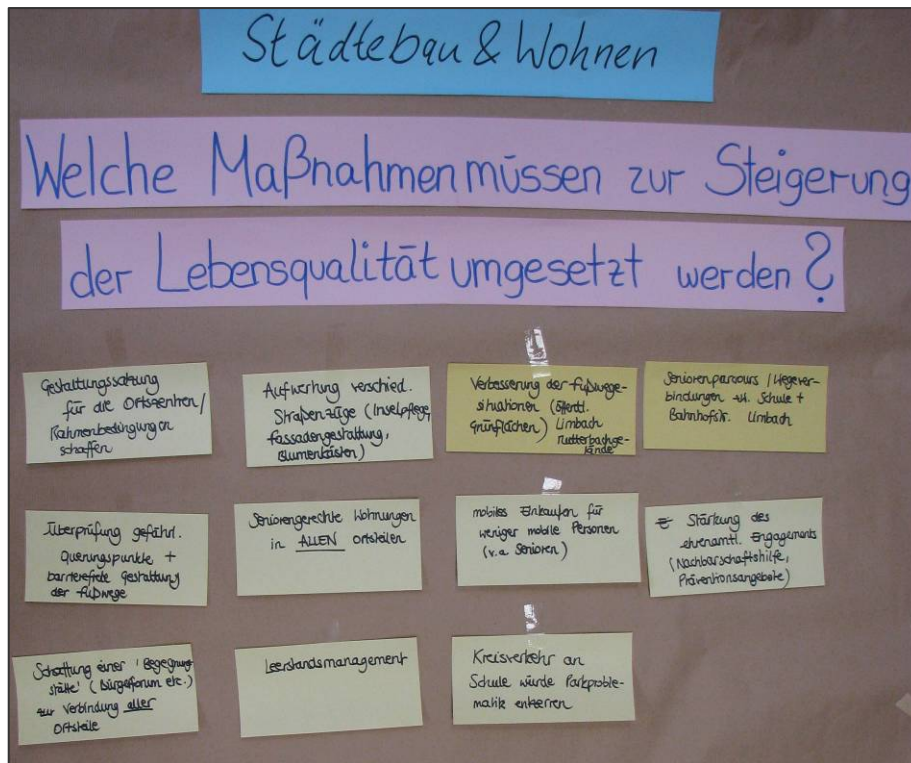 Städtebau & Wohnen
Welche Maßnahmen müssen zur Steigerung
der Lebensqualität umgesetzt werden?
Gestaltungssatzung
für die Ortszentren/
Rahmenbedingungen
schaffen
Aufwertung verschied.
Straßenzüge (Inselpflege,
Fassadengestaltung,
Blumenkästen)
Verbesserung der Fußwege-
situationen (öffentl.
Grünflächen) Limbach
gelände
Seniorenparcours / Wegever-
bindungen zw. Schule +
Bahnhofstr. Limbach
Überprüfung gefährl.
Querungspunkte +
barrierefreie Gestaltung
der Fußwege
Seniorengerechte Wohnungen
in ALLEN Ortsteilen
mobiles Einkaufen für
weniger mobile Personen
(v.a Senioren)
Stärkung des
ehrenamtl. Engagements
(Nachbarschaftshilfe,
Präventionsangebote)
Schaffung einer 'Begegnungs-
stätte' (Bürgerforum etc.)
zur Verbindung aller
Ortsteile
Leerstandsmanagement
Kreisverkehr an
Schule würde Parkproble-
matik entzerren